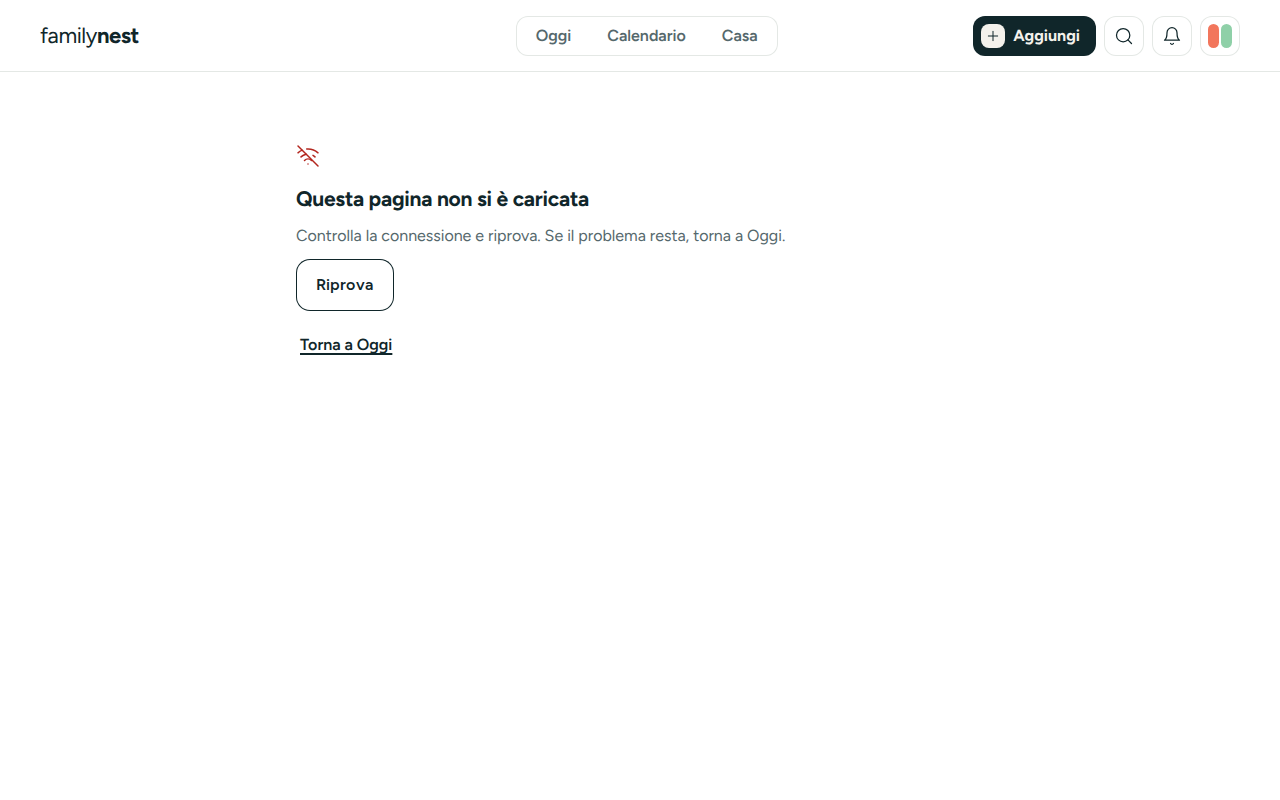 familynest
Oggi
Calendario
Casa
Aggiungi
Questa pagina non si è caricata
Controlla la connessione e riprova. Se il problema resta, torna a Oggi.
Riprova
Torna a Oggi